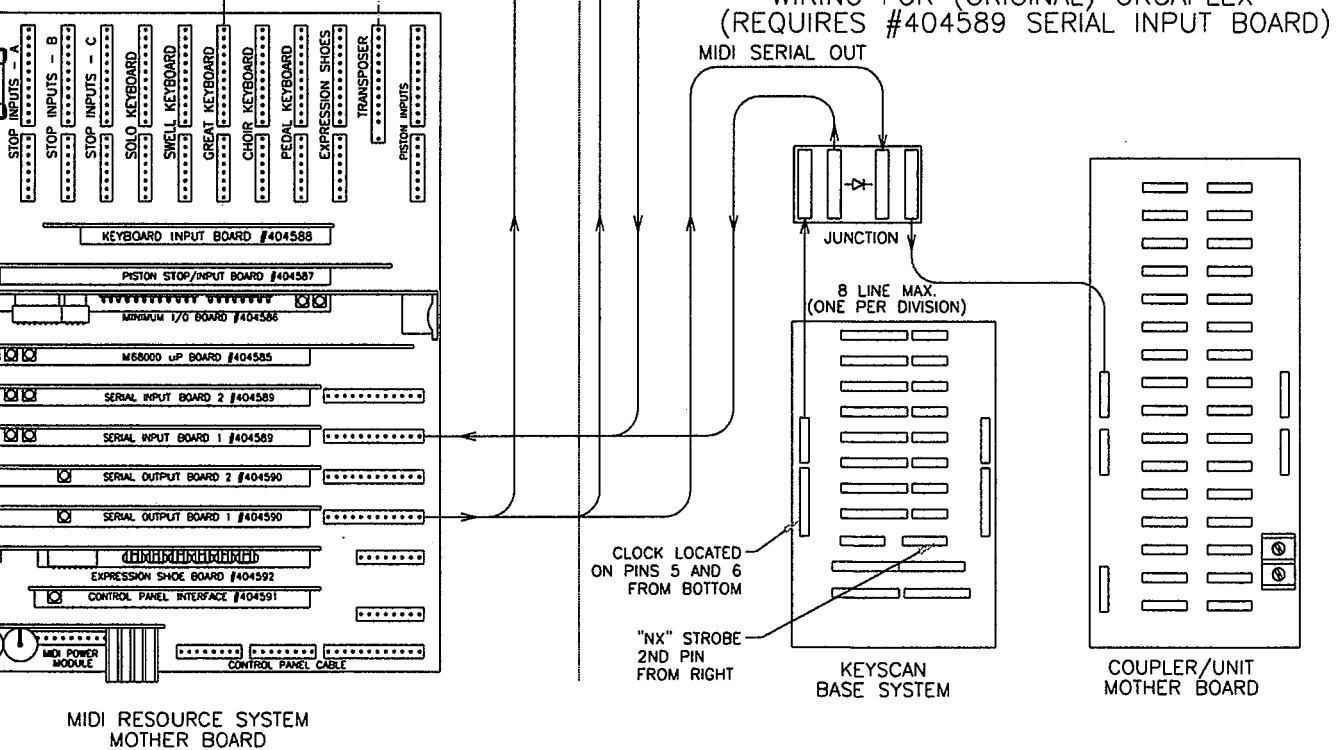 WIRING FOR (ORIGINAL) ORGAPLEX
(REQUIRES #404589 SERIAL INPUT BOARD)
MIDI SERIAL OUT
STOP INPUTS - A
STOP INPUTS - B
STOP INPUTS - C
SOLO KEYBOARD
SWELL KEYBOARD
GREAT KEYBOARD
CHOIR KEYBOARD
PEDAL KEYBOARD
EXPRESSION SHOES
TRANSPOSER
PISTON INPUTS
KEYBOARD INPUT BOARD #404588
PISTON STOP/INPUT BOARD #404587
MINIMUM I/O BOARD #404586
M68000 uP BOARD #404585
SERIAL INPUT BOARD 2 #404589
SERIAL INPUT BOARD 1 #404589
SERIAL OUTPUT BOARD 2 #404590
SERIAL OUTPUT BOARD 1 #404590
EXPRESSION SHOE BOARD #404592
CONTROL PANEL INTERFACE #404591
MIDI POWER
MODULE
CONTROL PANEL CABLE
MIDI RESOURCE SYSTEM
MOTHER BOARD
JUNCTION
8 LINE MAX.
(ONE PER DIVISION)
CLOCK LOCATED
ON PINS 5 AND 6
FROM BOTTOM
"NX" STROBE
2ND PIN
FROM RIGHT
KEYSCAN
BASE SYSTEM
COUPLER/UNIT
MOTHER BOARD